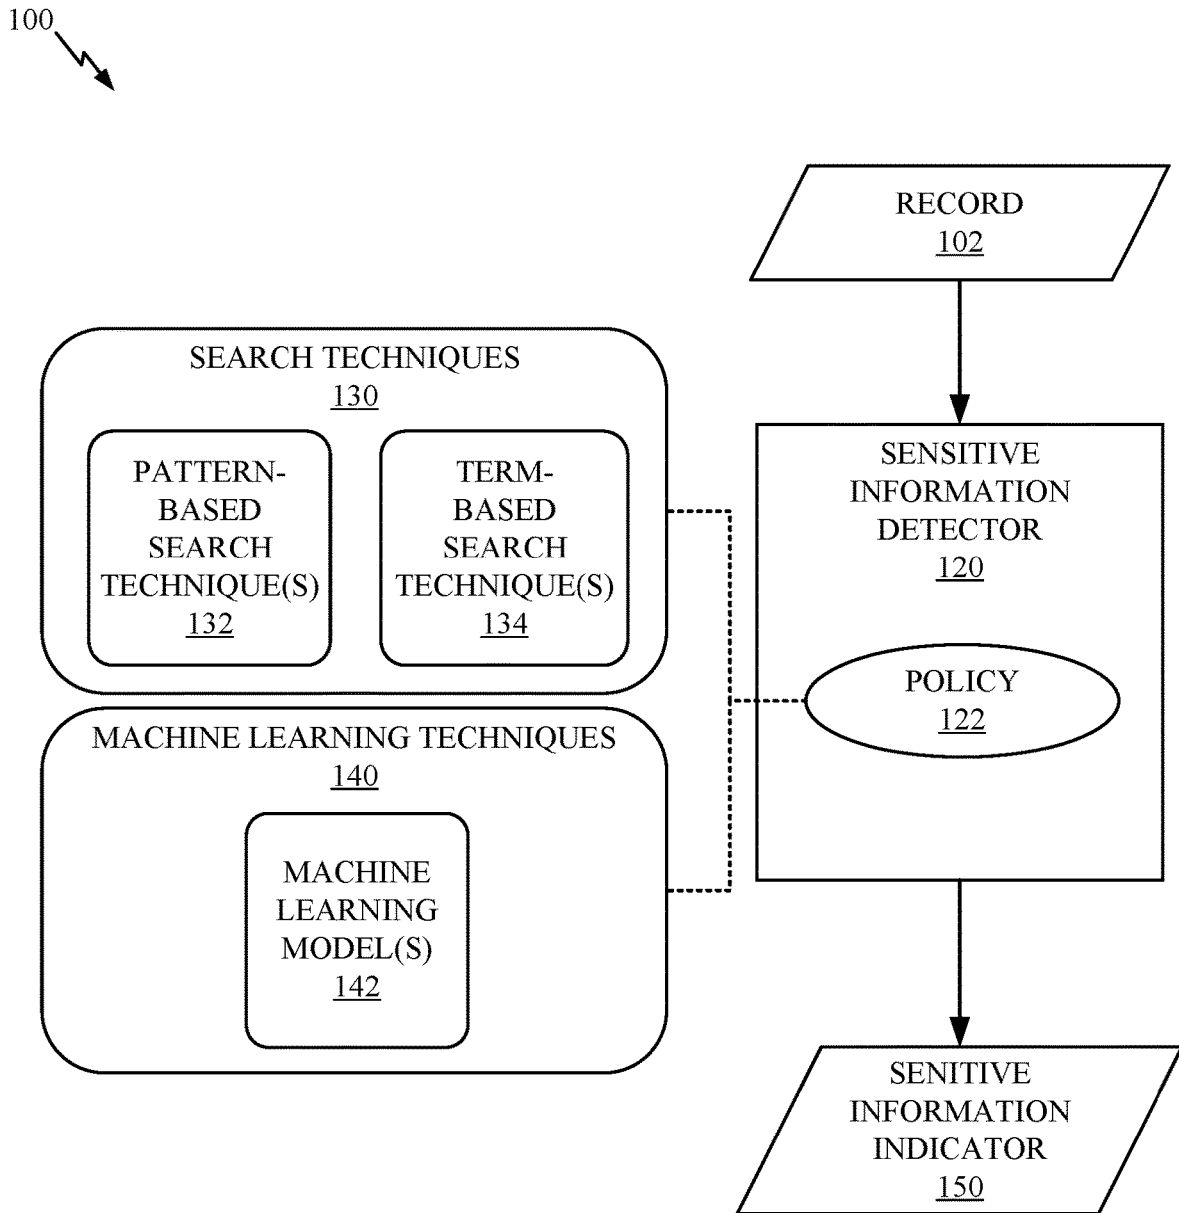 100
RECORD
102
SEARCH TECHNIQUES
130
PATTERN-
BASED
SEARCH
TECHNIQUE(S)
132
TERM-
BASED
SEARCH
TECHNIQUE(S)
134
SENSITIVE
INFORMATION
DETECTOR
120
POLICY
122
MACHINE LEARNING TECHNIQUES
140
MACHINE
LEARNING
MODEL(S)
142
SENITIVE
INFORMATION
INDICATOR
150